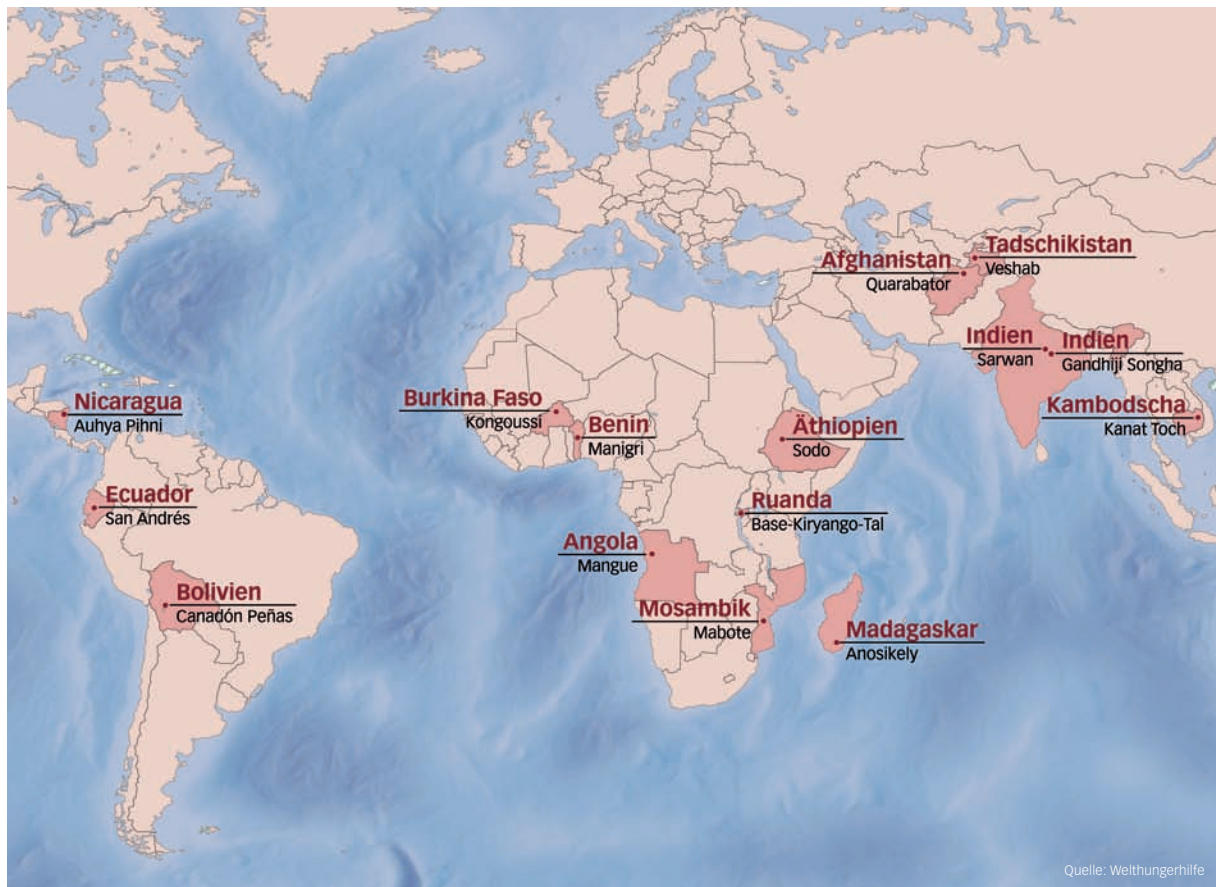 Tadschikistan
Veshab
Afghanistan
Quarabator
Indien
Sarwan
Indien
Gandhiji Songha
Nicaragua
Auhya Pihni
Burkina Faso
Kongoussi
Kambodscha
Kanat Toch
Benin
Manigri
Äthiopien
Sodo
Ecuador
San Andrés
Ruanda
Base-Kiryango-Tal
Angola
Mangue
Bolivien
Canadón Peñas
Mosambik
Mabote
Madagaskar
Anosikely
Quelle: Welthungerhilfe